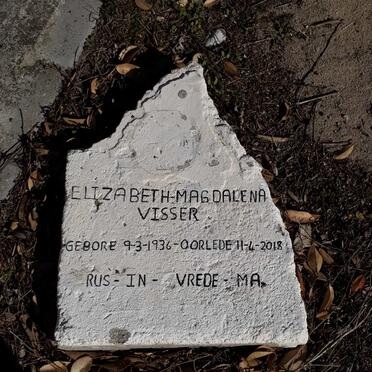 ELIZABETH-MAGDALENA
VISSER
GEBORE 9-3-1936-OORLEDE 11-4-2018
RUS-IN- VREDE-MA